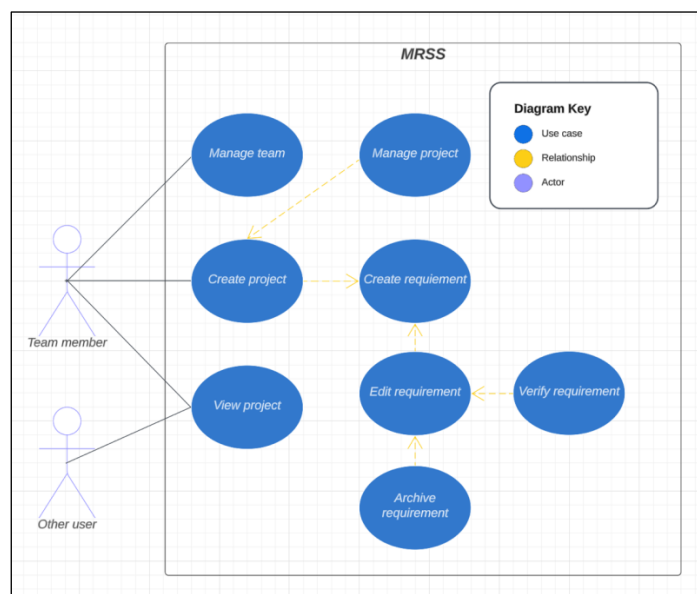 MRSS
Diagram Key
Use case
Relationship
Actor
Manage team
Manage project
Create project
Create requiement
Team member
View project
Edit requirement
Verify requirement
Archive
requirement
Other user